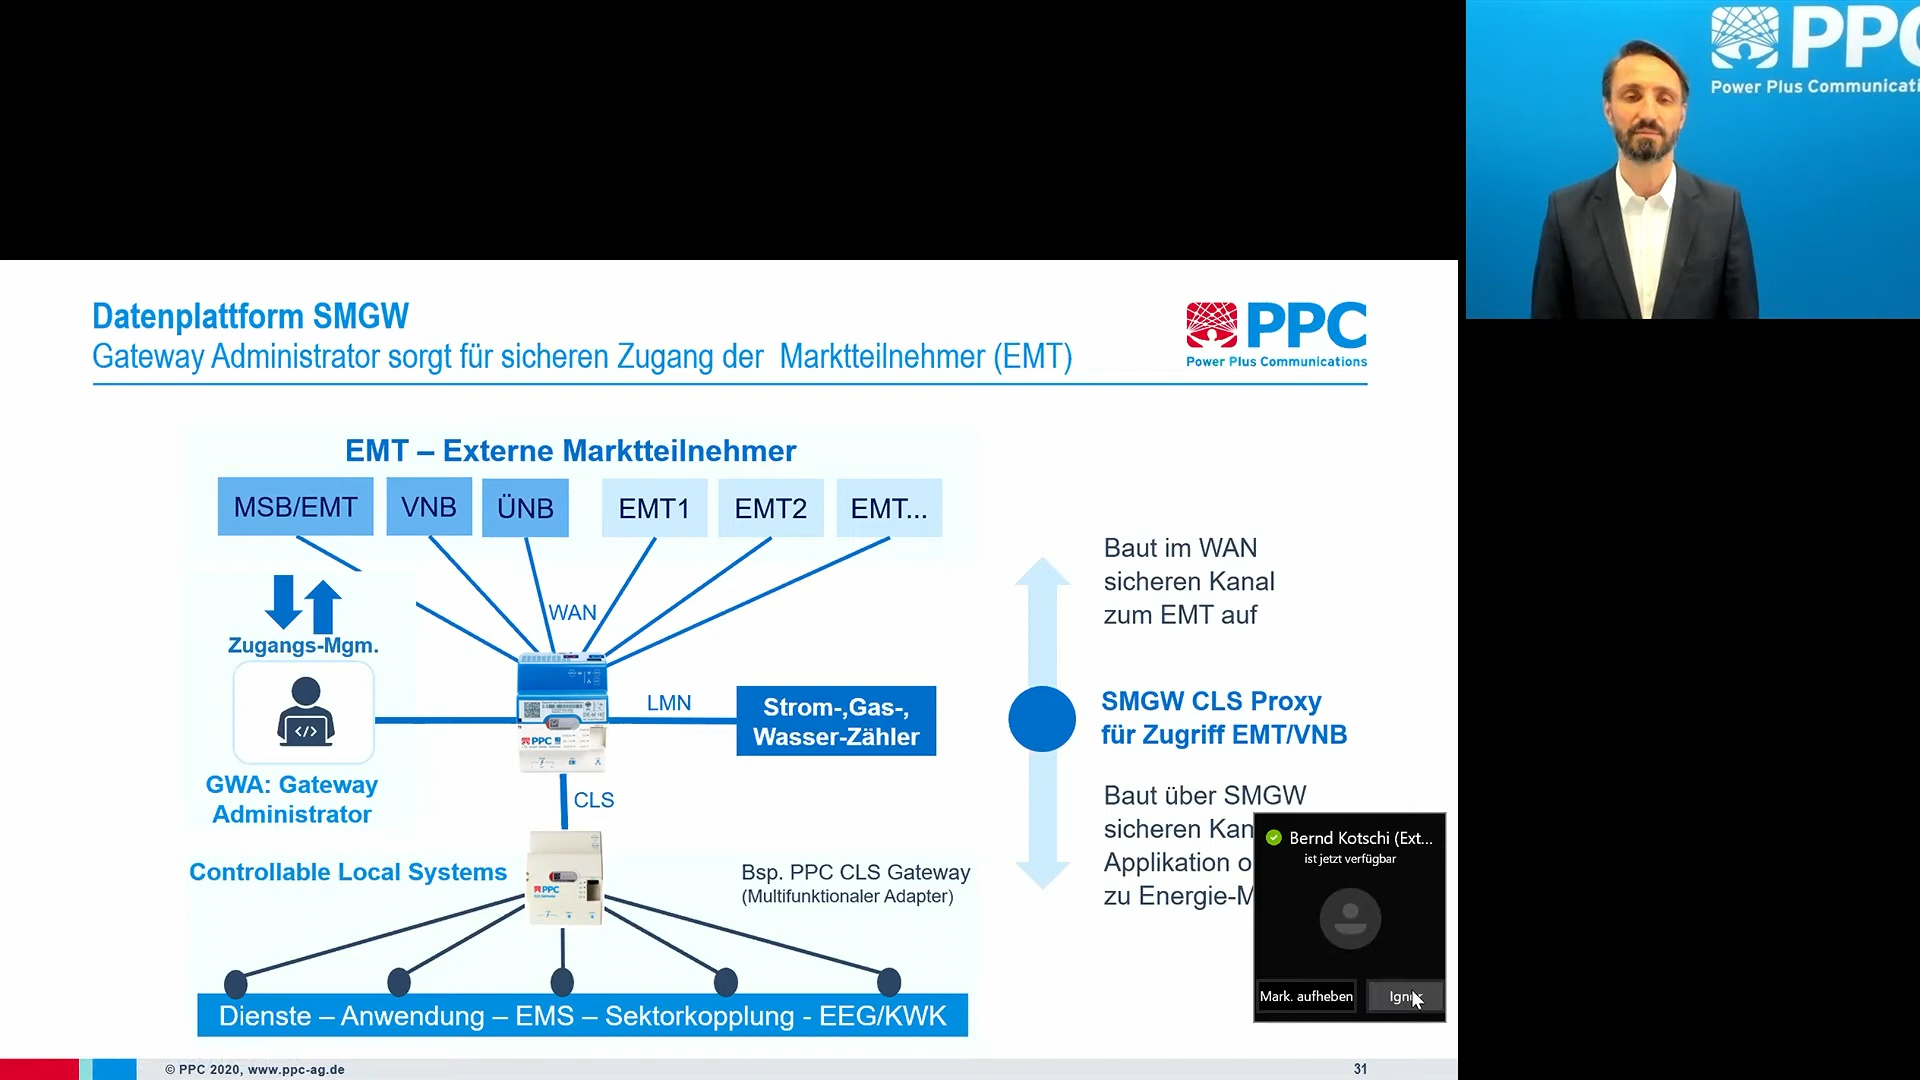 PPC
Power Plus Communicati
Datenplattform SMGW
Gateway Administrator sorgt für sicheren Zugang der Marktteilnehmer (EMT)
PPC
Power Plus Communications
EMT – Externe Marktteilnehmer
MSB/EMT
VNB
ÜNB
EMT1
EMT2
EMT...
WAN
Zugangs-Mgm.
LMN
Strom-,Gas-,
Wasser-Zähler
PPC
GWA: Gateway
Administrator
CLS
Controllable Local Systems
PPC
Bsp. PPC CLS Gateway
(Multifunktionaler Adapter)
Dienste – Anwendung – EMS – Sektorkopplung - EEG/KWK
Baut im WAN
sicheren Kanal
zum EMT auf
SMGW CLS Proxy
für Zugriff EMT/VNB
Baut über SMGW
sicheren Kan
Applikation o
zu Energie-M
Bernd Kotschi (Ext...
ist jetzt verfügbar
Mark. aufheben
© PPC 2020, www.ppc-ag.de
31